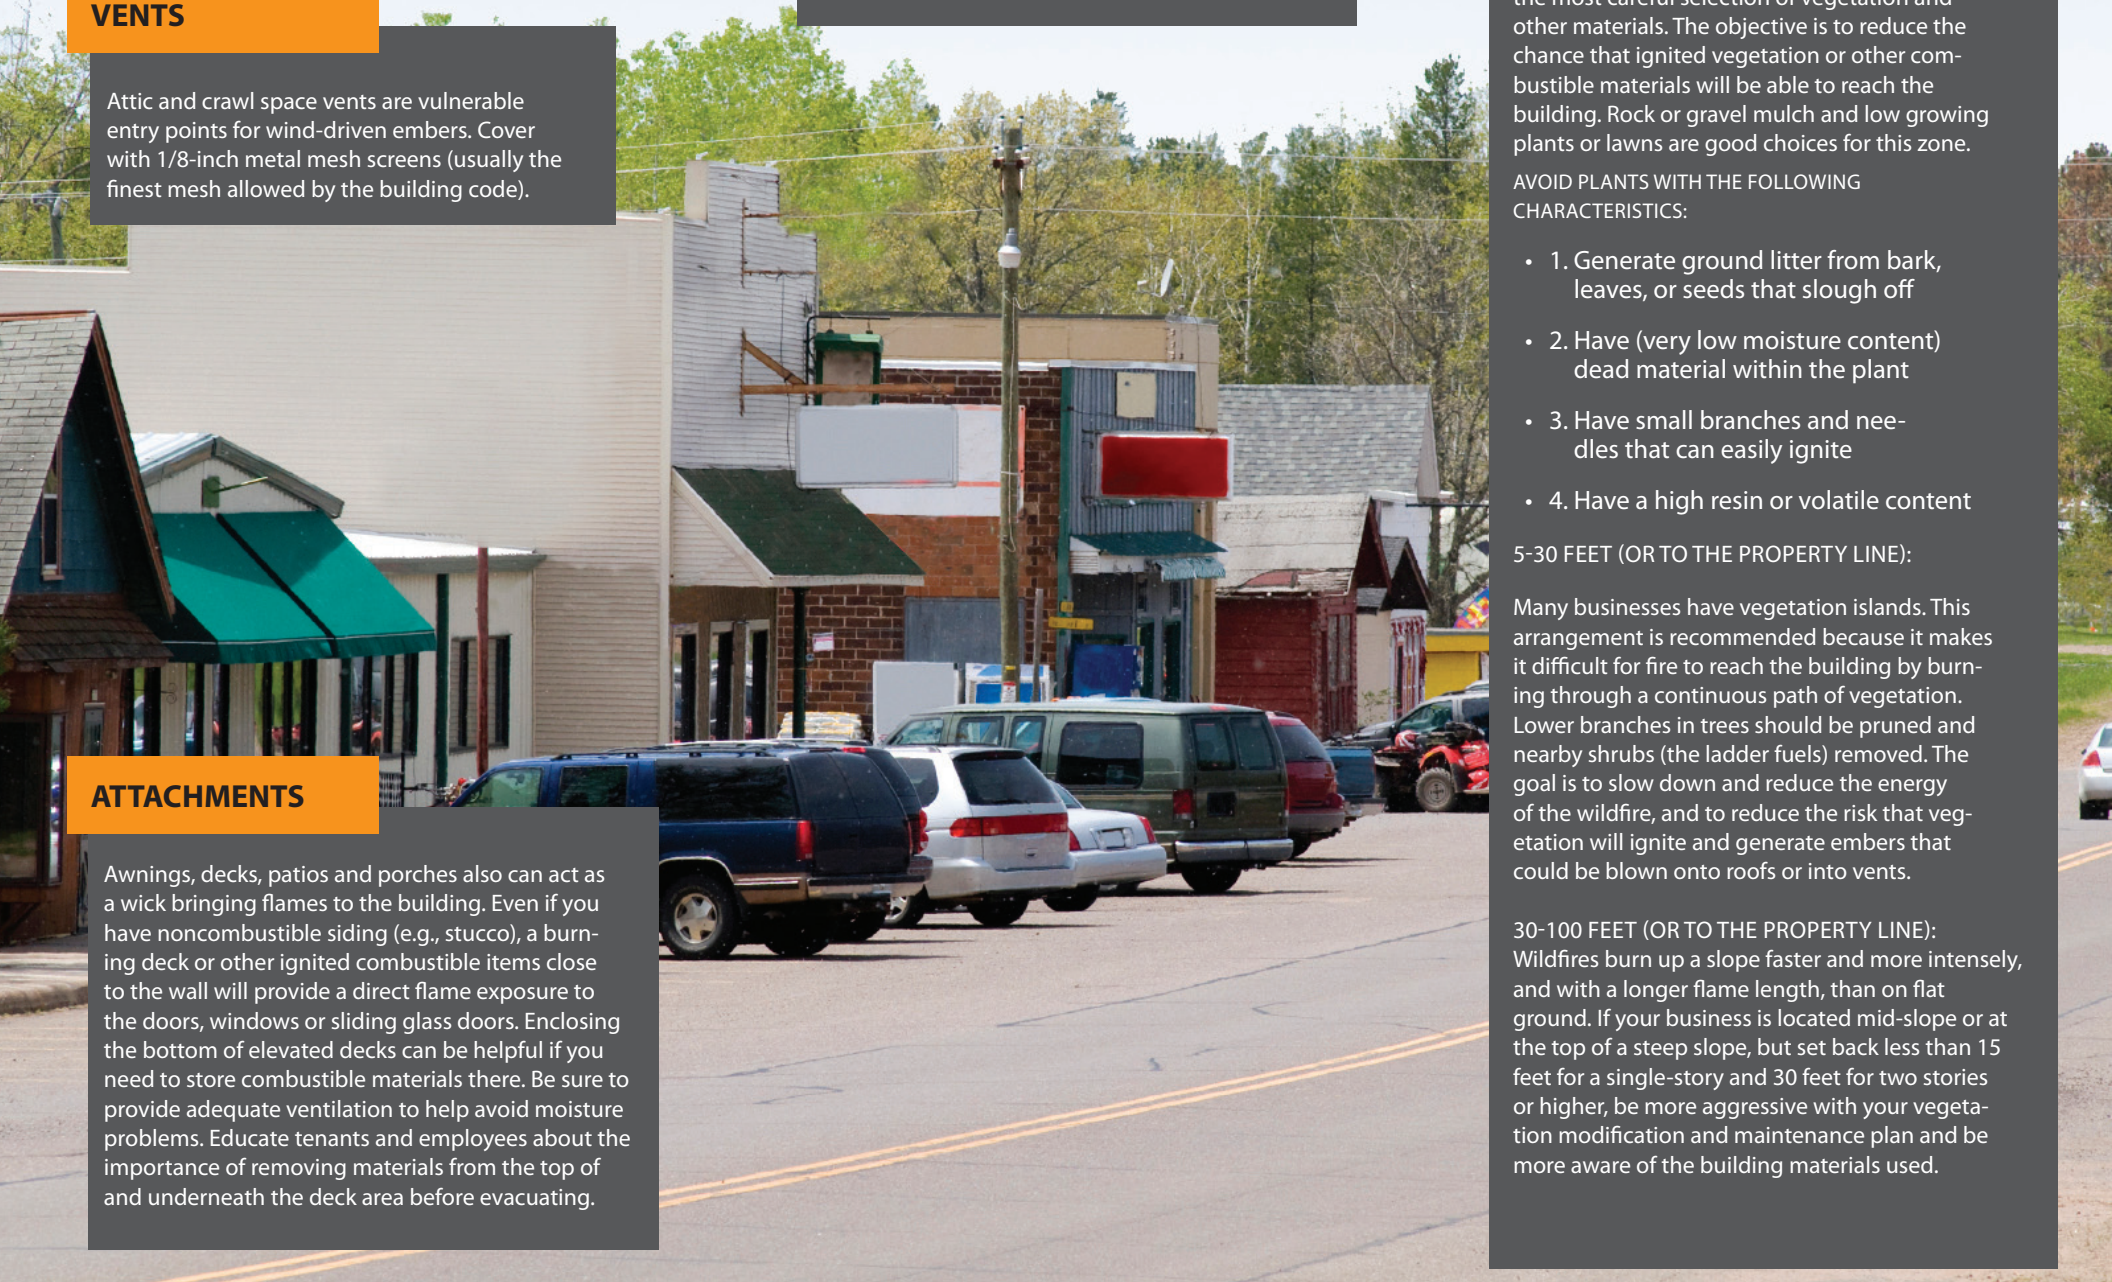 VENTS
Attic and crawl space vents are vulnerable
entry points for wind-driven embers. Cover
with 1/8-inch metal mesh screens (usually the
finest mesh allowed by the building code).
ATTACHMENTS
Awnings, decks, patios and porches also can act as
a wick bringing flames to the building. Even if you
have noncombustible siding (e.g., stucco), a burn-
ing deck or other ignited combustible items close
to the wall will provide a direct flame exposure to
the doors, windows or sliding glass doors. Enclosing
the bottom of elevated decks can be helpful if you
need to store combustible materials there. Be sure to
provide adequate ventilation to help avoid moisture
problems. Educate tenants and employees about the
importance of removing materials from the top of
and underneath the deck area before evacuating.
the most careful selection of vegetation and
other materials. The objective is to reduce the
chance that ignited vegetation or other com-
bustible materials will be able to reach the
building. Rock or gravel mulch and low growing
plants or lawns are good choices for this zone.
AVOID PLANTS WITH THE FOLLOWING
CHARACTERISTICS:
• 1. Generate ground litter from bark,
leaves, or seeds that slough off
• 2. Have (very low moisture content)
dead material within the plant
• 3. Have small branches and nee-
dles that can easily ignite
• 4. Have a high resin or volatile content
5-30 FEET (OR TO THE PROPERTY LINE):
Many businesses have vegetation islands. This
arrangement is recommended because it makes
it difficult for fire to reach the building by burn-
ing through a continuous path of vegetation.
Lower branches in trees should be pruned and
nearby shrubs (the ladder fuels) removed. The
goal is to slow down and reduce the energy
of the wildfire, and to reduce the risk that veg-
etation will ignite and generate embers that
could be blown onto roofs or into vents.
30-100 FEET (OR TO THE PROPERTY LINE):
Wildfires burn up a slope faster and more intensely,
and with a longer flame length, than on flat
ground. If your business is located mid-slope or at
the top of a steep slope, but set back less than 15
feet for a single-story and 30 feet for two stories
or higher, be more aggressive with your vegeta-
tion modification and maintenance plan and be
more aware of the building materials used.